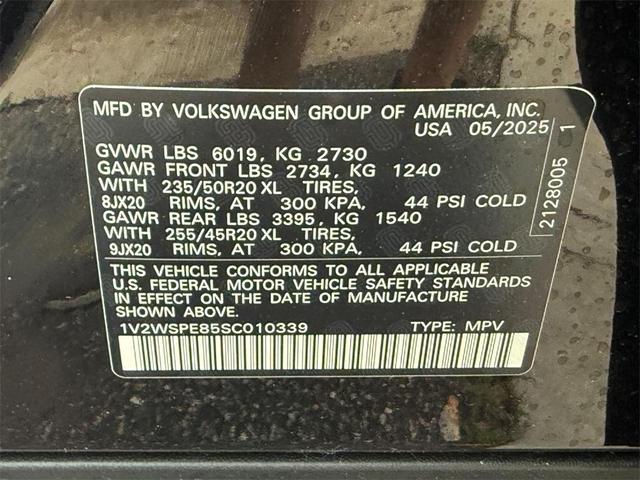 MFD BY VOLKSWAGEN GROUP OF AMERICA, INC.
USA 05/2025
GVWR LBS 6019, KG 2730
GAWR FRONT LBS 2734, KG 1240
WITH 235/50R20 XL TIRES,
8JX20 RIMS, AT 300 KPA, 44 PSI COLD
GAWR REAR LBS 3395, KG 1540
WITH 255/45R20 XL TIRES,
9JX20 RIMS, AT 300 KPA, 44 PSI COLD
THIS VEHICLE CONFORMS TO ALL APPLICABLE
U.S. FEDERAL MOTOR VEHICLE SAFETY STANDARDS
IN EFFECT ON THE DATE OF MANUFACTURE
SHOWN ABOVE.
1V2WSPE85SC010339 TYPE: MPV
2128005 1